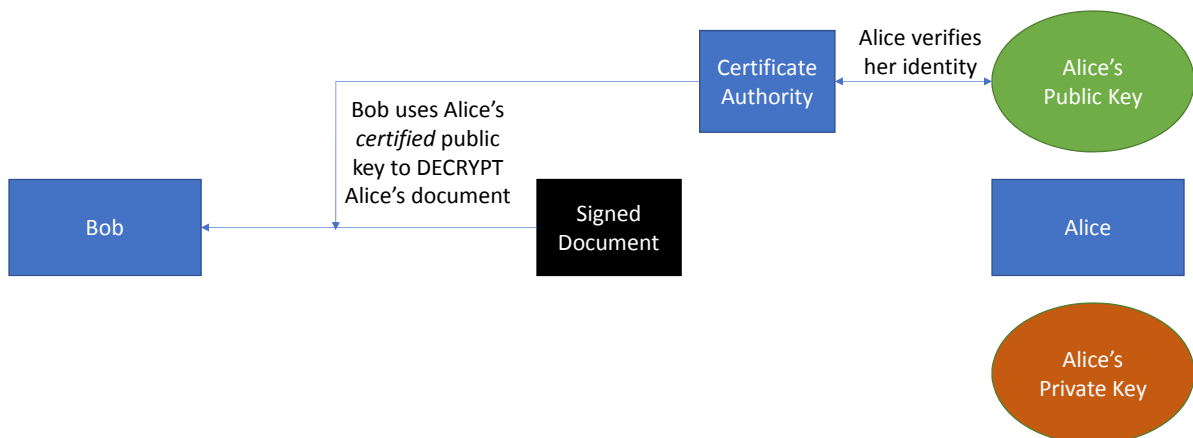 Certificate
Authority
Alice verifies
her identity
Alice’s
Public Key
Bob uses Alice’s
certified public
key to DECRYPT
Alice’s document
Bob
Signed
Document
Alice
Alice’s
Private Key